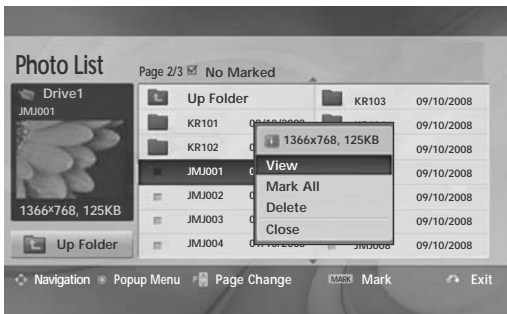 Photo List
Page 2/3 No Marked
Drive1
JMJ001
1366x768, 125KB
Up Folder
Up Folder
KR101
KR102
JMJ001
JMJ002
JMJ003
JMJ004
KR103 09/10/2008
09/10/2008
09/10/2008
09/10/2008
09/10/2008
09/10/2008
JMJ008 09/10/2008
1366x768, 125KB
View
Mark All
Delete
Close
Navigation Popup Menu Page Change MARK Mark Exit